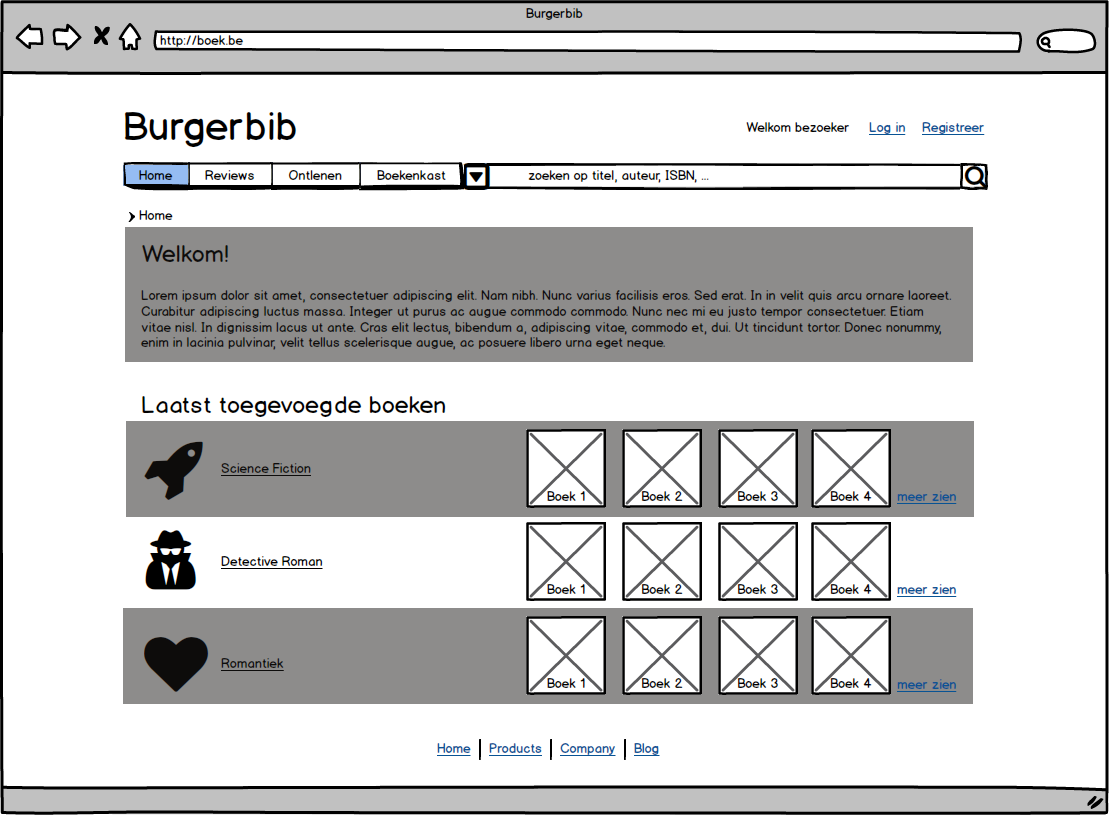 Burgerbib
http://boek.be
Burgerbib
Welkom bezoeker Log in Registreer
Home Reviews Ontlenen Boekenkast zoeken op titel, auteur, ISBN, ...
Home
Welkom!
Lorem ipsum dolor sit amet, consectetuer adipiscing elit. Nam nibh. Nunc varius facilisis eros. Sed erat. In in velit quis arcu ornare laoreet.
Curabitur adipiscing luctus massa. Integer ut purus ac augue commodo commodo. Nunc nec mi eu justo tempor consectetuer. Etiam
vitae nisl. In dignissim lacus ut ante. Cras elit lectus, bibendum a, adipiscing vitae, commodo et, dui. Ut tincidunt tortor. Donec nonummy,
enim in lacinia pulvinar, velit tellus scelerisque augue, ac posuere libero urna eget neque.
Laatst toegevoegde boeken
Science Fiction
Boek 1 Boek 2 Boek 3 Boek 4 meer zien
Detective Roman
Boek 1 Boek 2 Boek 3 Boek 4 meer zien
Romantiek
Boek 1 Boek 2 Boek 3 Boek 4 meer zien
Home Products Company Blog